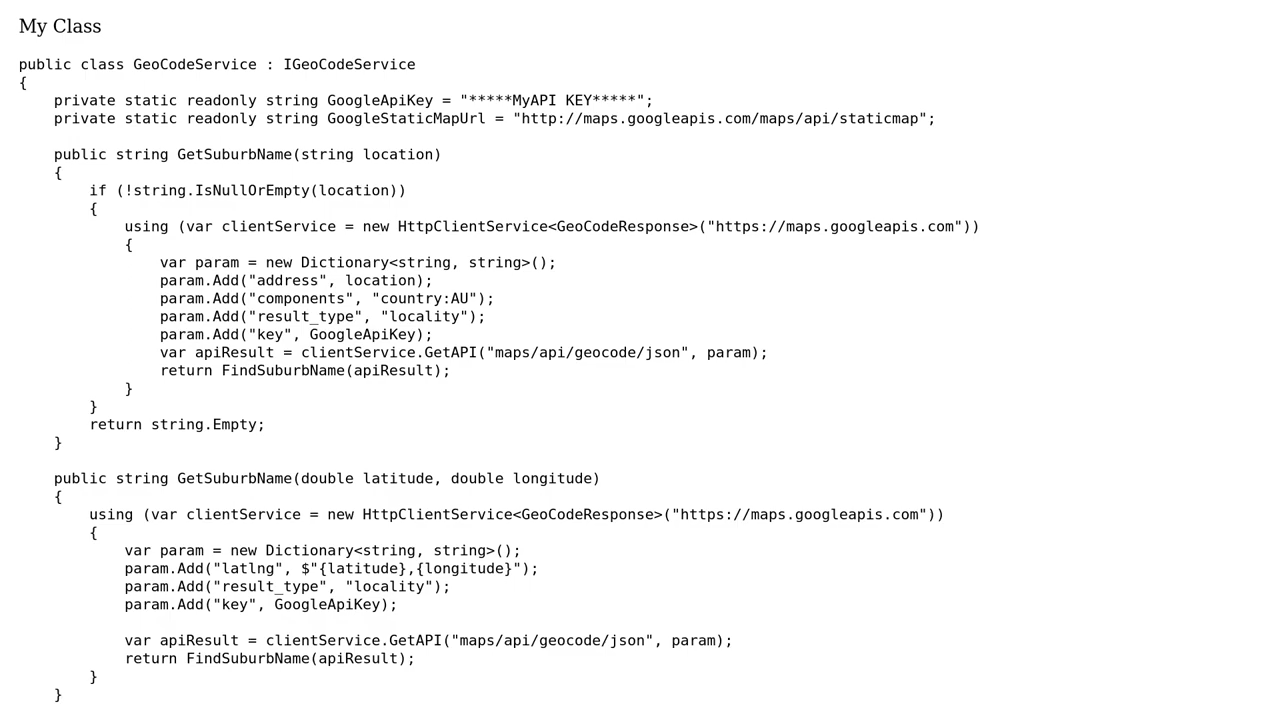 My Class
public class GeoCodeService : IGeoCodeService
{
    private static readonly string GoogleApiKey = "*****MyAPI KEY*****";
    private static readonly string GoogleStaticMapUrl = "http://maps.googleapis.com/maps/api/staticmap";

    public string GetSuburbName(string location)
    {
        if (!string.IsNullOrEmpty(location))
        {
            using (var clientService = new HttpClientService<GeoCodeResponse>("https://maps.googleapis.com"))
            {
                var param = new Dictionary<string, string>();
                param.Add("address", location);
                param.Add("components", "country:AU");
                param.Add("result_type", "locality");
                param.Add("key", GoogleApiKey);
                var apiResult = clientService.GetAPI("maps/api/geocode/json", param);
                return FindSuburbName(apiResult);
            }
        }
        return string.Empty;
    }

    public string GetSuburbName(double latitude, double longitude)
    {
        using (var clientService = new HttpClientService<GeoCodeResponse>("https://maps.googleapis.com"))
        {
            var param = new Dictionary<string, string>();
            param.Add("latlng", $"{latitude},{longitude}");
            param.Add("result_type", "locality");
            param.Add("key", GoogleApiKey);

            var apiResult = clientService.GetAPI("maps/api/geocode/json", param);
            return FindSuburbName(apiResult);
        }
    }